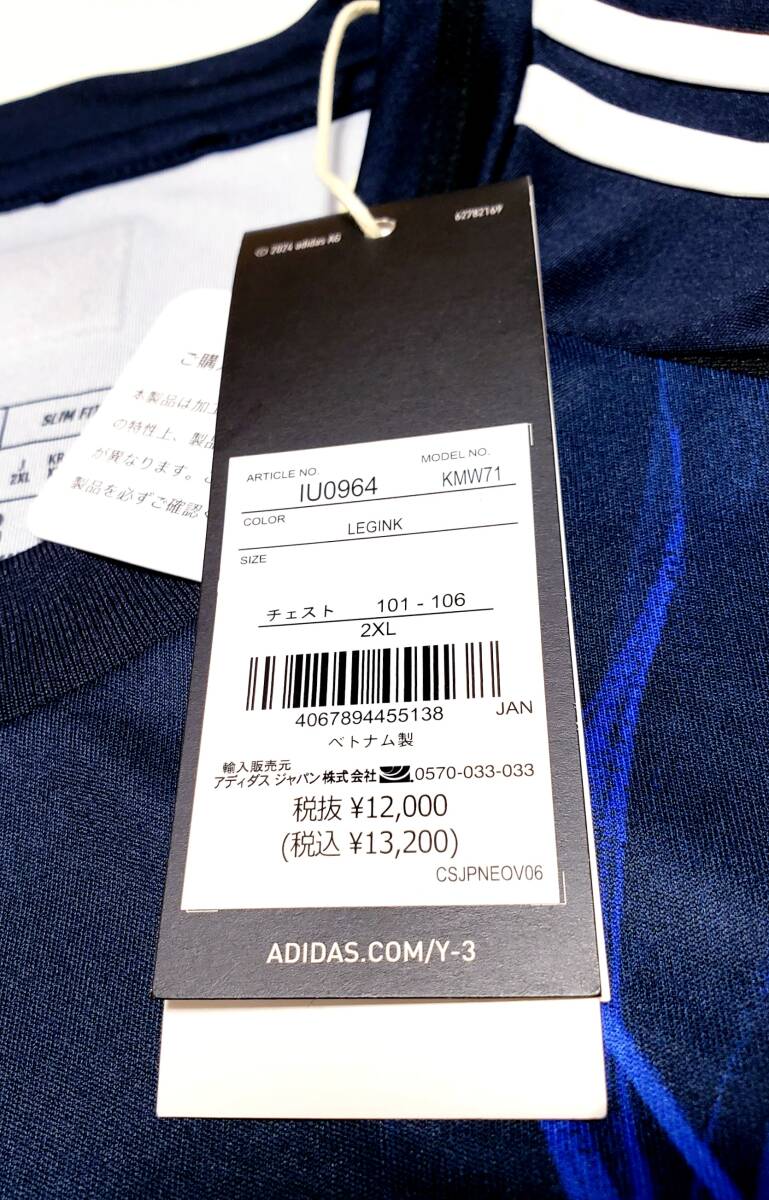 62782169
© 2024 adidas KG
ご購
本製品は加
の特性上、製品
が異なります。
製品を必ずご確認
SLIM FIT
J
2XL
KR
ARTICLE NO.
IU0964
MODEL NO.
KMW71
COLOR
LEGINK
SIZE
チェスト 101 - 106
2XL
4067894455138
JAN
ベトナム製
輸入販売元
アディダス ジャパン株式会社 0570-033-033
税抜 ¥12,000
(税込 ¥13,200)
CSJPNEOV06
ADIDAS.COM/Y-3